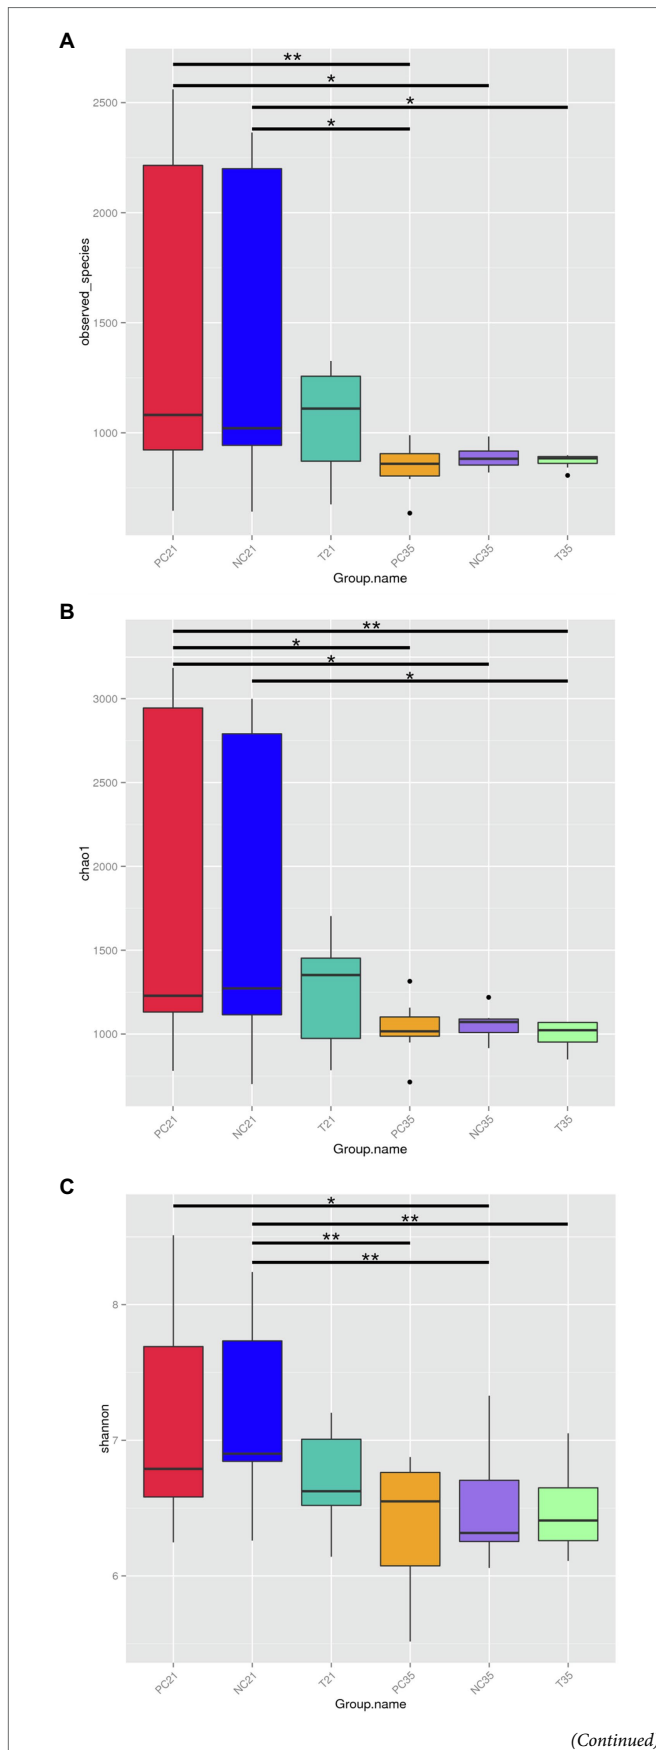 A
**
*
*
*
2500
2000
1500
1000
observed_species
PC21 NC21 T21 PC35 NC35 T35
Group.name
B
**
*
*
*
3000
2500
2000
1500
1000
chao1
PC21 NC21 T21 PC35 NC35 T35
Group.name
C
*
**
**
**
8
7
6
shannon
PC21 NC21 T21 PC35 NC35 T35
Group.name
(Continued)